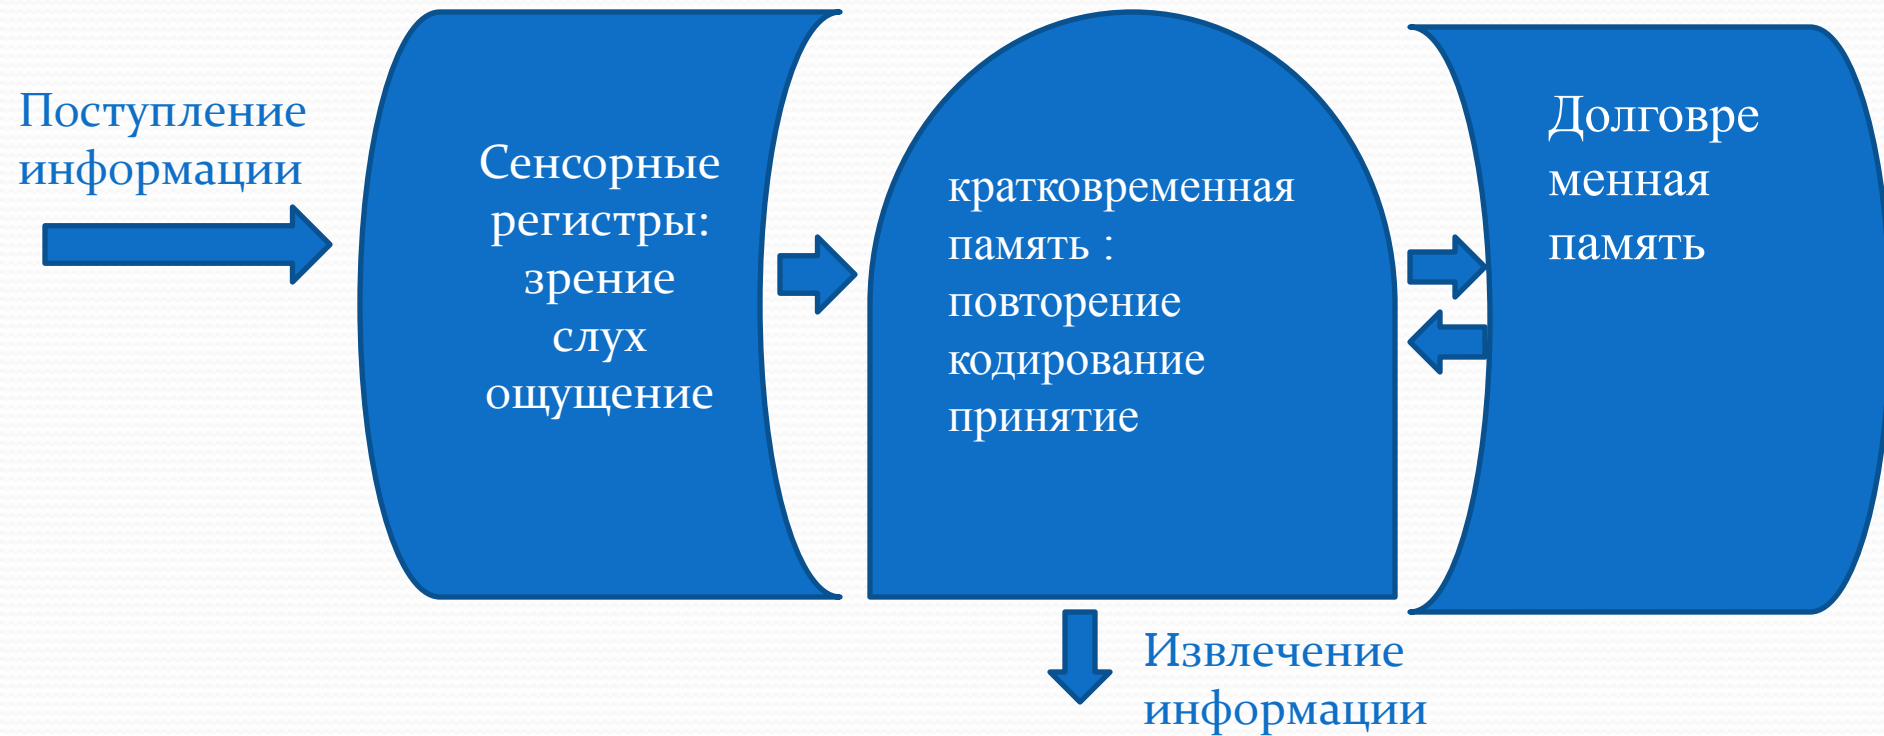 Поступление
информации
Сенсорные
регистры:
зрение
слух
ощущение
кратковременная
память :
повторение
кодирование
принятие
Долговре
менная
память
Извлечение
информации